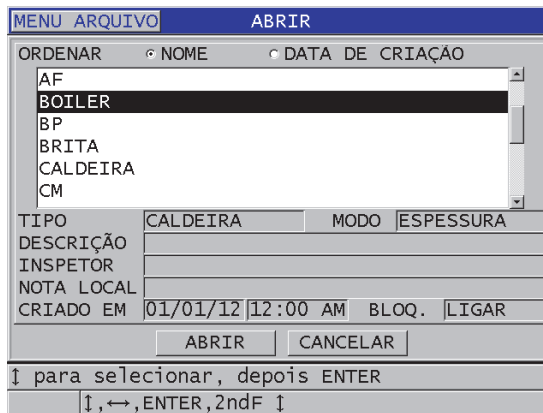 MENU ARQUIVO ABRIR
ORDENAR NOME DATA DE CRIAÇÃO
AF
BOILER
BP
BRITA
CALDEIRA
CM
TIPO CALDEIRA MODO ESPESSURA
DESCRIÇÃO
INSPETOR
NOTA LOCAL
CRIADO EM 01/01/12 12:00 AM BLOQ. LIGAR
ABRIR CANCELAR
↕ para selecionar, depois ENTER
↕,↔,ENTER,2ndF ↕